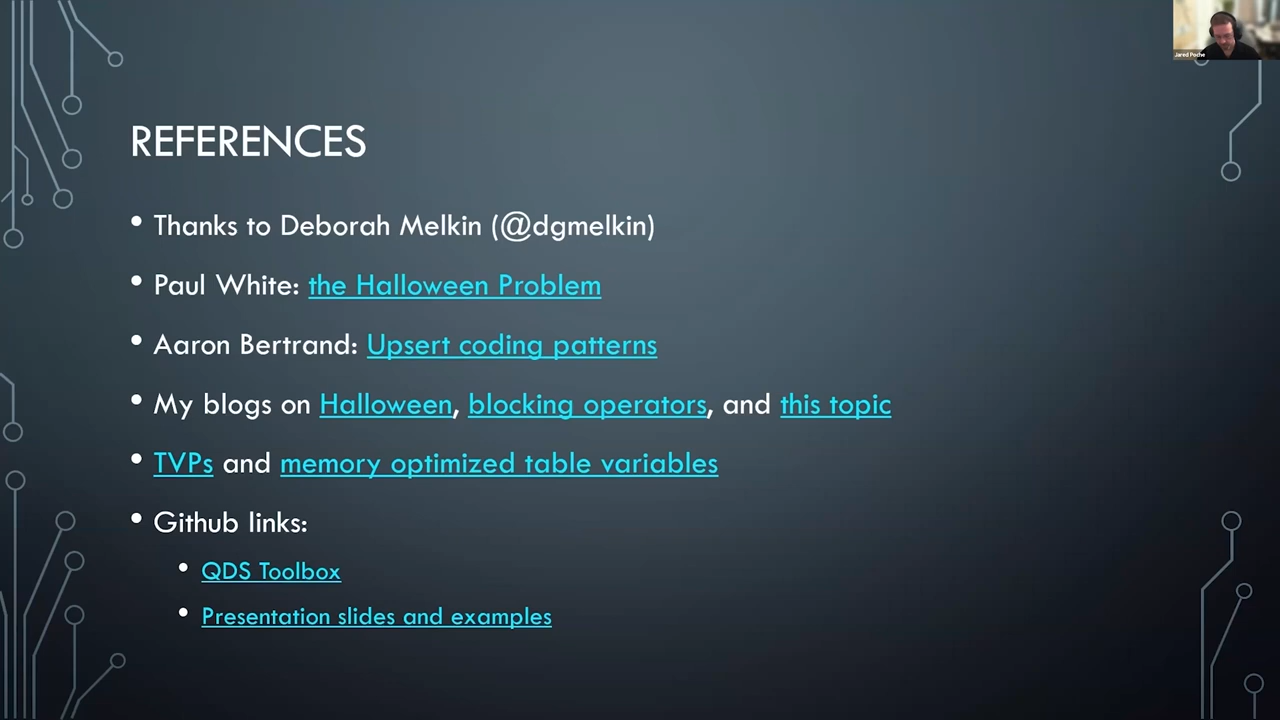 Jared Poche
REFERENCES
• Thanks to Deborah Melkin (@dgmelkin)
• Paul White: the Halloween Problem
• Aaron Bertrand: Upsert coding patterns
• My blogs on Halloween, blocking operators, and this topic
• TVPs and memory optimized table variables
• Github links:
• QDS Toolbox
• Presentation slides and examples